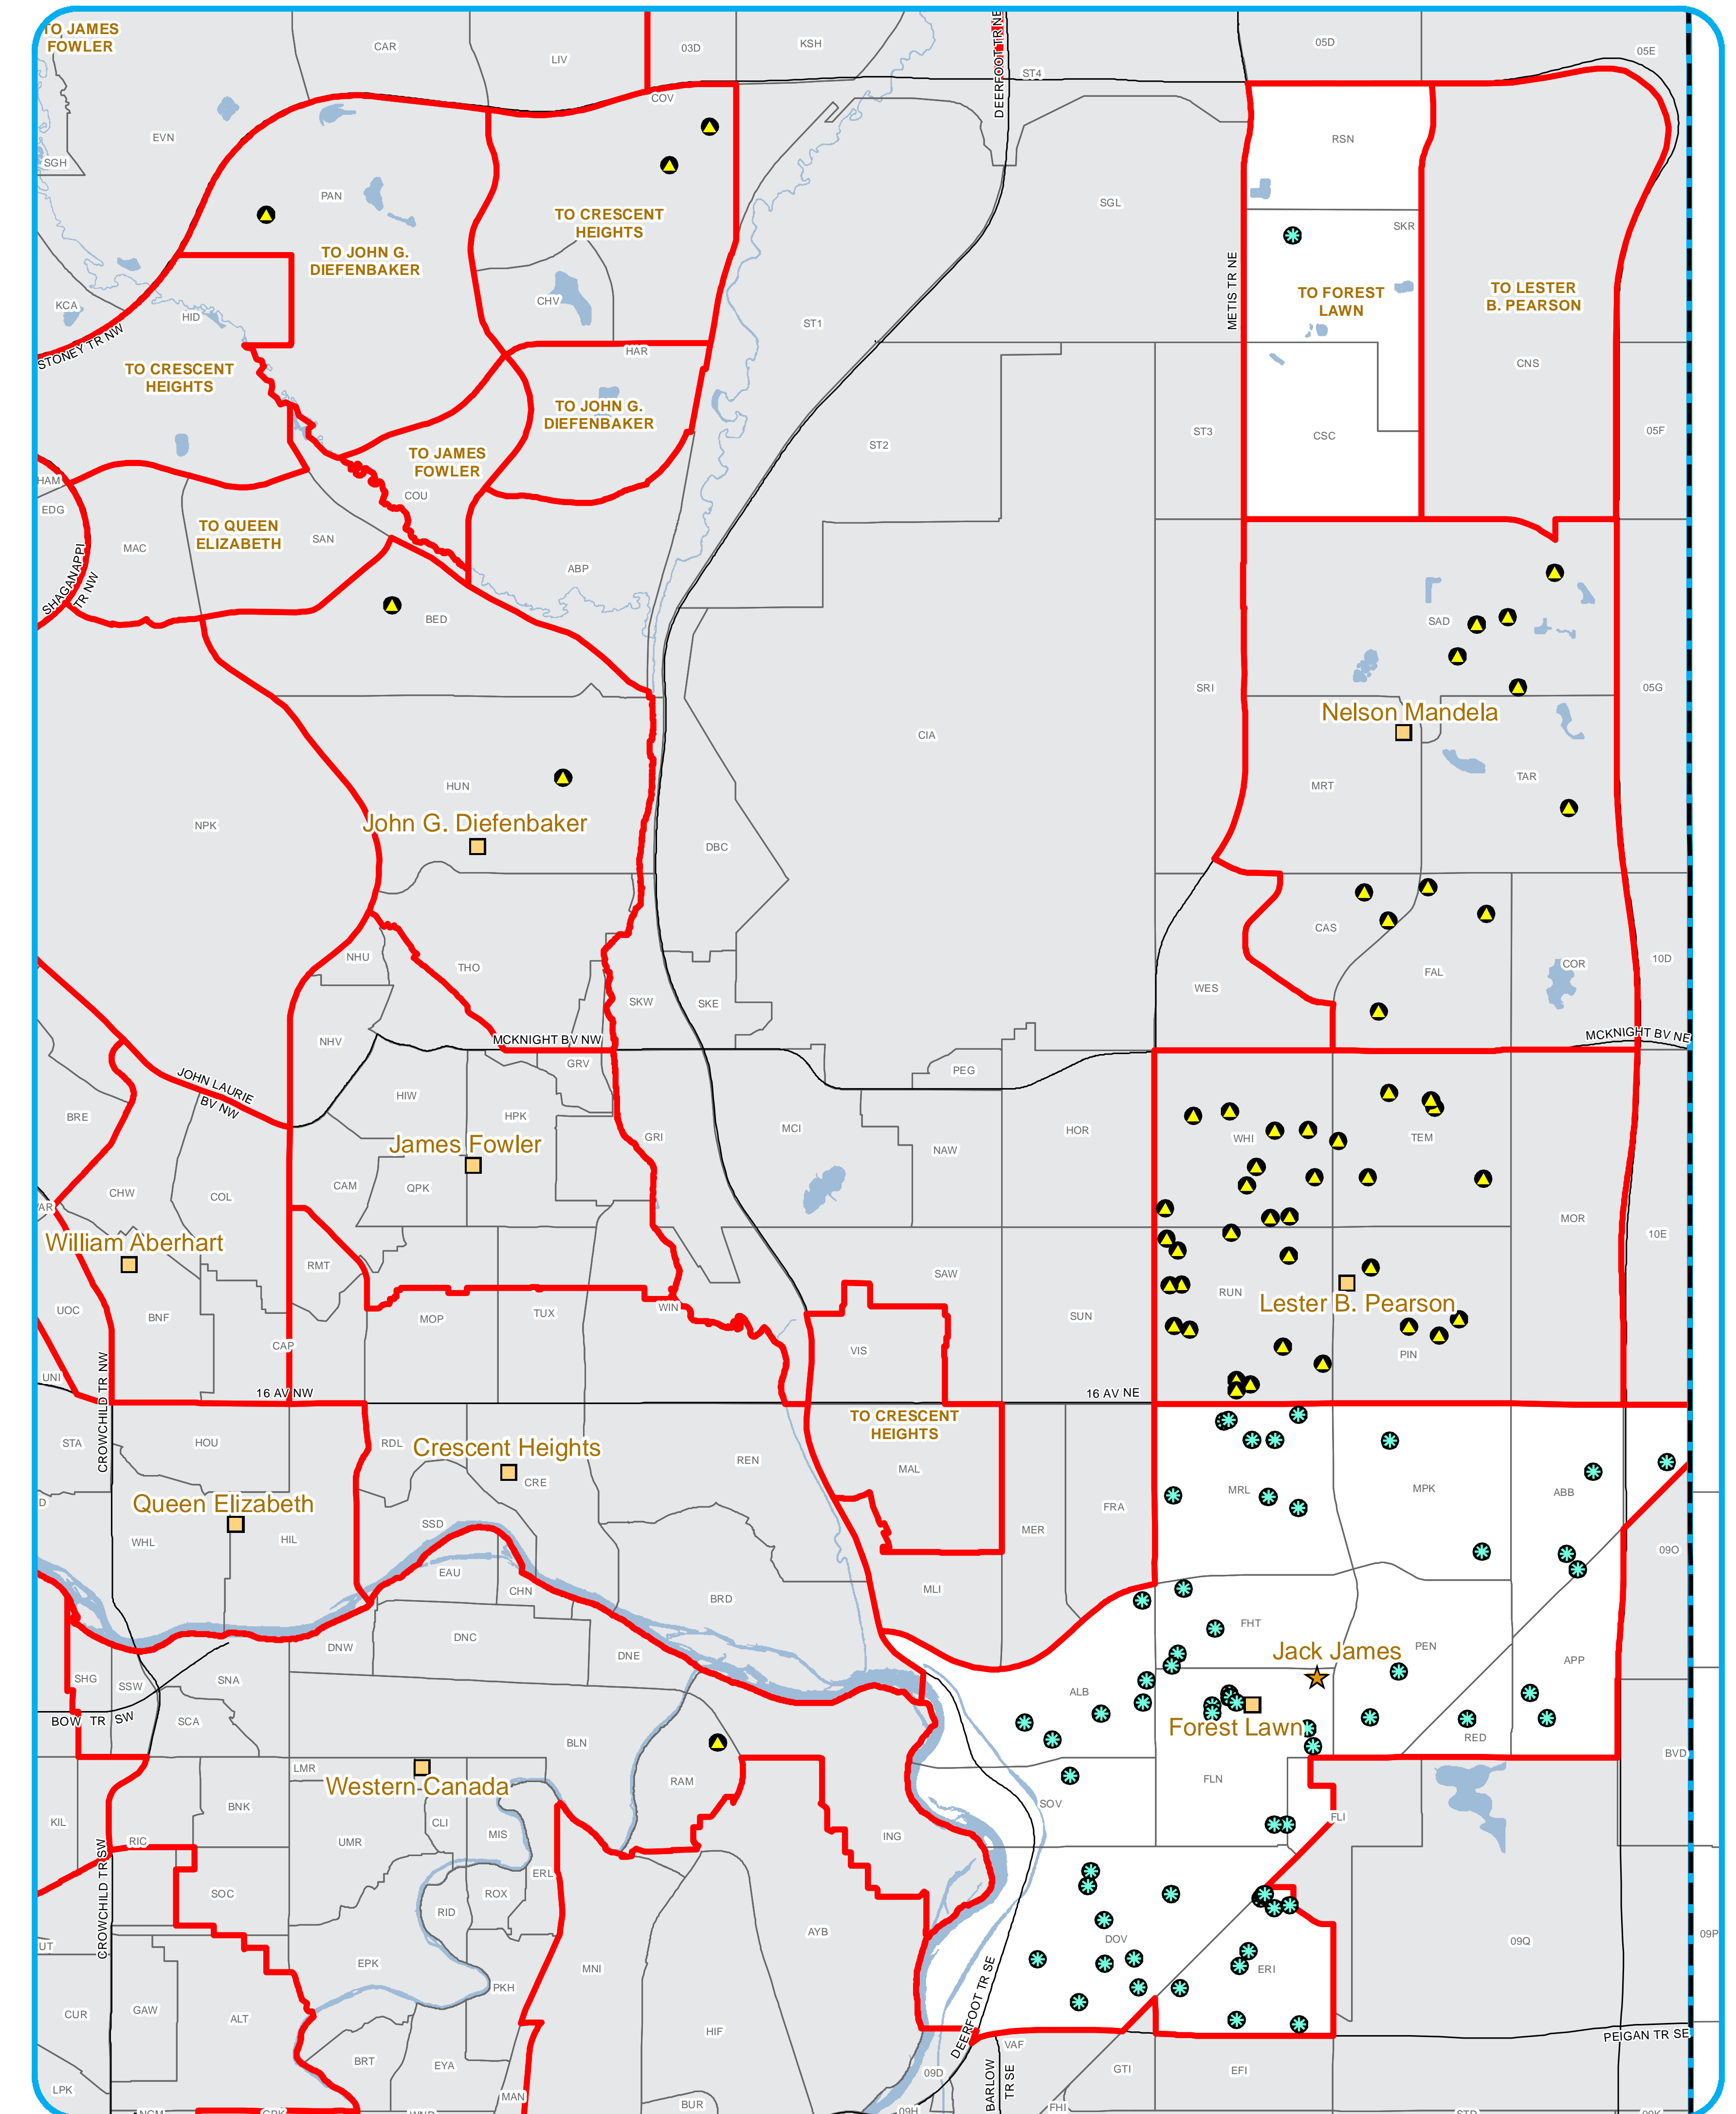 TO JAMES
FOWLER
CAR
LIV
03D
KSH
DEERFOOT TR NE
ST4
05D
05E
COV
EVN
SGH
PAN
RSN
SGL
SKR
TO CRESCENT
HEIGHTS
TO JOHN G.
DIEFENBAKER
METIS TR NE
TO FOREST
LAWN
TO LESTER
B. PEARSON
KCA
HID
CHV
ST1
STONEY TR NW
HAR
CNS
TO CRESCENT
HEIGHTS
TO JOHN G.
DIEFENBAKER
ST2
ST3
CSC
05F
TO JAMES
FOWLER
HAM
EDG
COU
TO QUEEN
ELIZABETH
MAC
SAN
ABP
SHAGANAPPI
TR NW
BED
SAD
SRI
05G
Nelson Mandela
CIA
HUN
MRT
TAR
NPK
John G. Diefenbaker
DBC
CAS
NHU
THO
FAL
COR
10D
SKW
SKE
WES
NHV
MCKNIGHT BV NW
MCKNIGHT BV NE
GRV
PEG
JOHN LAURIE
BV NW
HIW
BRE
HPK
MCI
HOR
GRI
WHI
TEM
James Fowler
NAW
CHW
COL
CAM
QPK
MOR
10E
William Aberhart
RMT
SAW
RUN
Lester B. Pearson
UOC
BNF
MOP
TUX
WIN
SUN
CAP
VIS
PIN
UNI
CROWCHILD TR NW
16 AV NW
16 AV NE
TO CRESCENT
HEIGHTS
STA
HOU
RDL
Crescent Heights
REN
MAL
CRE
MRL
MPK
ABB
Queen Elizabeth
FRA
SSD
MER
WHL
HIL
09O
EAU
CHN
BRD
MLI
FHT
DNW
DNC
DNE
Jack James
PEN
APP
SHG
SSW
SNA
ALB
BOW TR SW
SCA
Forest Lawn
RED
BLN
BVD
LMR
Western Canada
RAM
FLN
SOV
BNK
KIL
CLI
MIS
FLI
RIC
UMR
ING
CROWCHILD TR SW
ERL
SOC
ROX
RID
AYB
DOV
09Q
09P
EPK
MNI
ERI
PKH
CUR
GAW
ALT
HIF
DEERFOOT TR SE
PEIGAN TR SE
VAF
BRT
EYA
09D
BARLOW
TR SE
GTI
EFI
LPK
MAN
BUR
FHI
09H